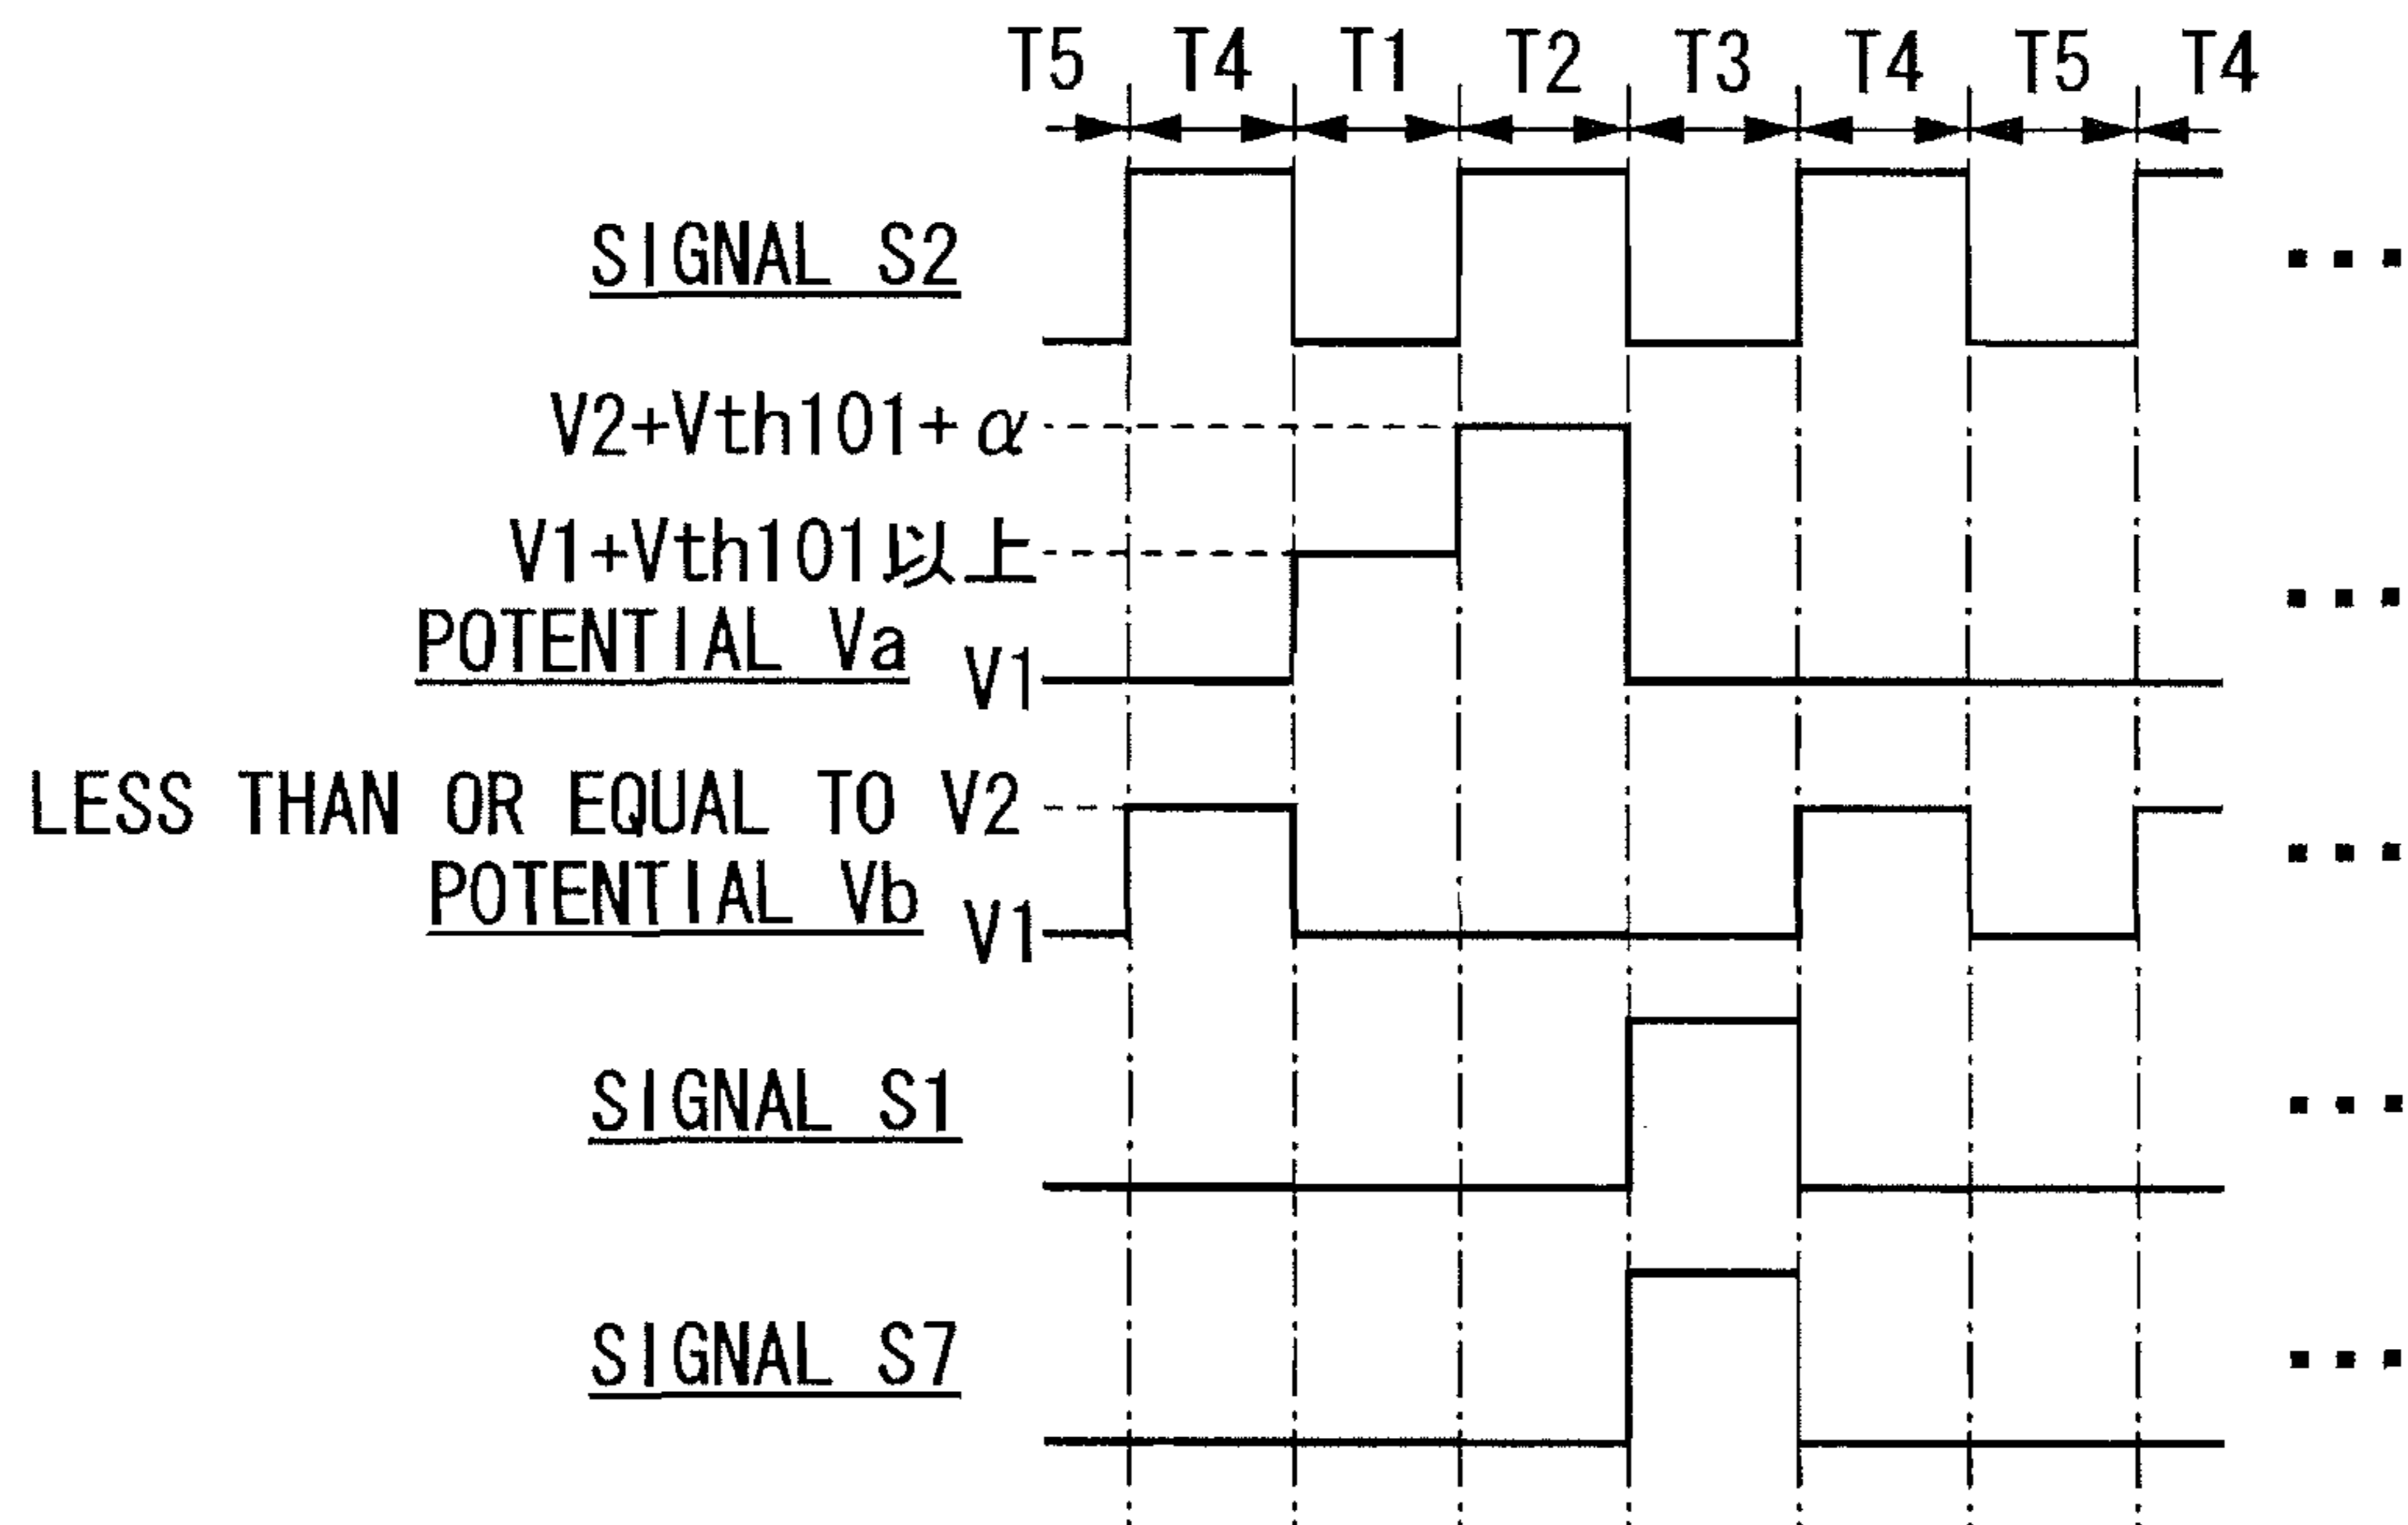 T5 T4 T1 T2 T3 T4 T5 T4
SIGNAL S2
V2+Vth101+α
V1+Vth101以上
POTENTIAL Va
V1
LESS THAN OR EQUAL TO V2
POTENTIAL Vb
V1
SIGNAL S1
SIGNAL S7